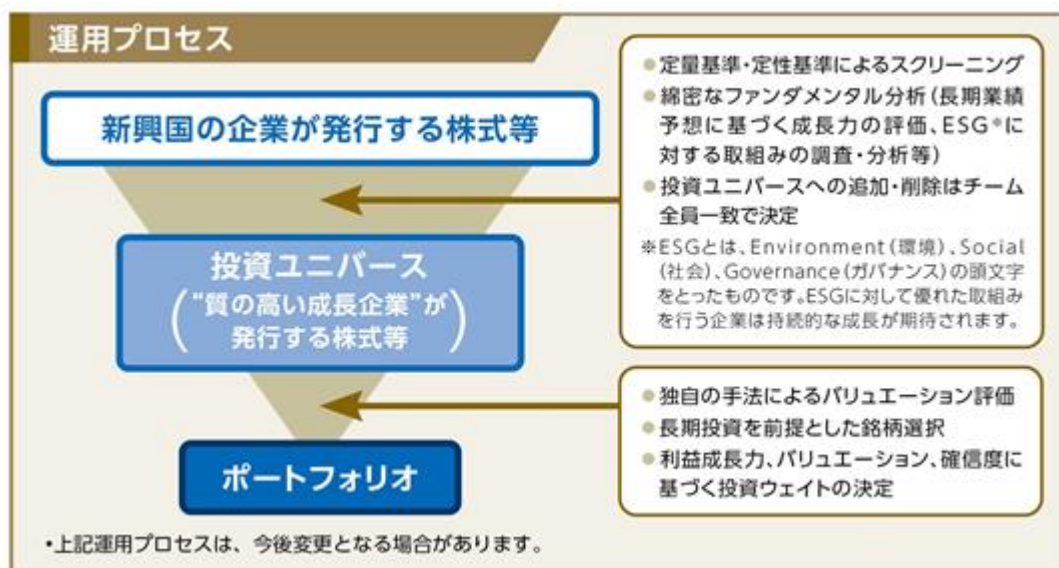 運用プロセス
新興国の企業が発行する株式等
●定量基準・定性基準によるスクリーニング
●綿密なファンダメンタル分析(長期業績
予想に基づく成長力の評価、ESG※に
対する取組みの調査・分析等)
●投資ユニバースへの追加・削除はチーム
全員一致で決定
※ESGとは、Environment(環境)、Social
(社会)、Governance(ガバナンス)の頭文字
をとったものです。ESGに対して優れた取組み
を行う企業は持続的な成長が期待されます。
投資ユニバース
(“質の高い成長企業”が
発行する株式等)
●独自の手法によるバリュエーション評価
●長期投資を前提とした銘柄選択
●利益成長力、バリュエーション、確信度に
基づく投資ウェイトの決定
ポートフォリオ
・上記運用プロセスは、今後変更となる場合があります。